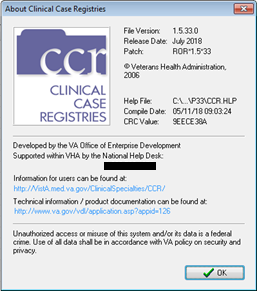 About Clinical Case Registries
ccr
CLINICAL
CASE
REGISTRIES
File Version: 1.5.33.0
Release Date: July 2018
Patch: ROR*1.5*33
© Veterans Health Administration,
2006
Help File: C:\...\P33\CCR.HLP
Compile Date: 05/11/18 09:03:24
CRC Value: 9EECE38A
Developed by the VA Office of Enterprise Development
Supported within VHA by the National Help Desk:
Information for users can be found at:
http://VistA.med.va.gov/ClinicalSpecialties/CCR/
Technical information / product documentation can be found at:
http://www.va.gov/vdl/application.asp?appid=126
Unauthorized access or misuse of this system and/or its data is a federal
crime. Use of all data shall be in accordance with VA policy on security and
privacy.
OK